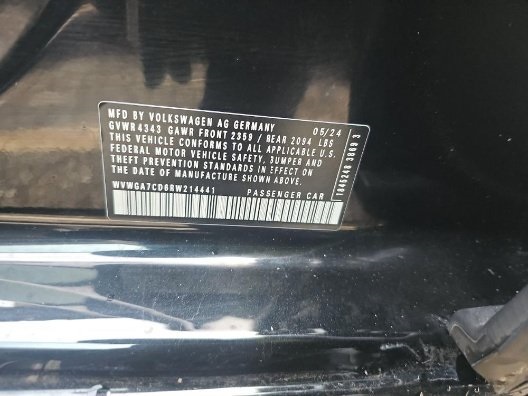 MFD BY VOLKSWAGEN AG GERMANY 05/24
GVWR4343 GAWR FRONT 2359 / REAR 2094 LBS
THIS VEHICLE CONFORMS TO ALL APPLICABLE U.S.
FEDERAL MOTOR VEHICLE SAFETY, BUMPER AND
THEFT PREVENTION STANDARDS IN EFFECT ON
THE DATE OF MANUFACTURE SHOWN ABOVE.
WVWGA7CD6RW214441 PASSENGER CAR